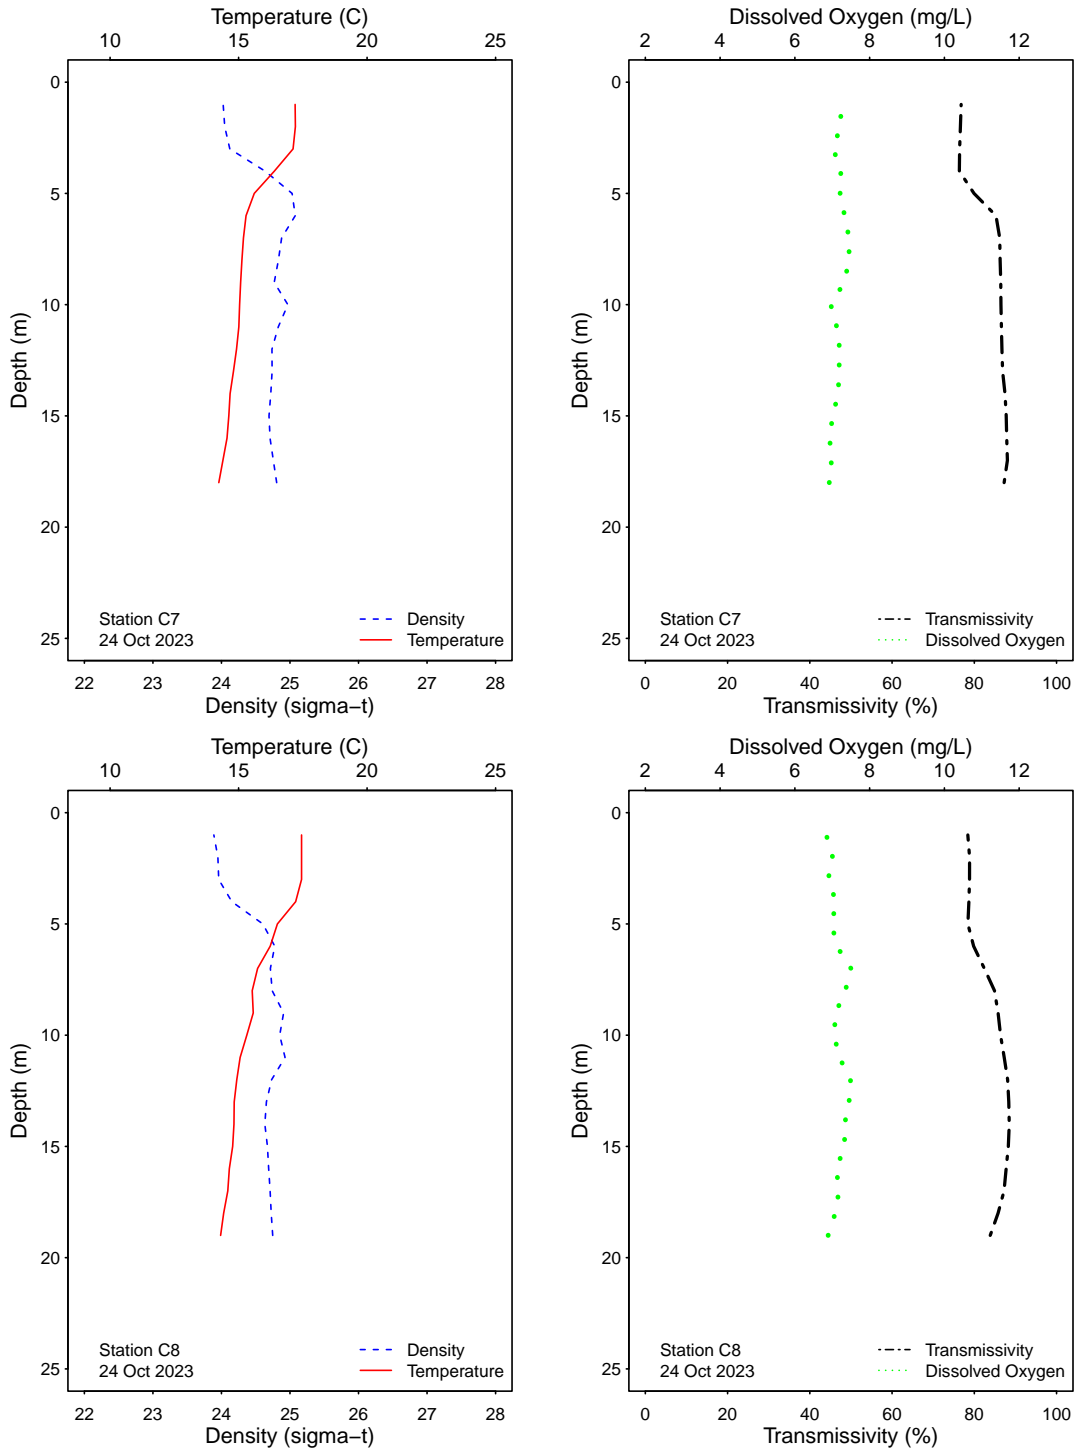 Temperature (C)
10 15 20 25
0
5
10
15
20
25
Depth (m)
Station C7
24 Oct 2023
Density
Temperature
22 23 24 25 26 27 28
Density (sigma−t)
Dissolved Oxygen (mg/L)
2 4 6 8 10 12
0
5
10
15
20
25
Depth (m)
Station C7
24 Oct 2023
Transmissivity
Dissolved Oxygen
0 20 40 60 80 100
Transmissivity (%)
Temperature (C)
10 15 20 25
0
5
10
15
20
25
Depth (m)
Station C8
24 Oct 2023
Density
Temperature
22 23 24 25 26 27 28
Density (sigma−t)
Dissolved Oxygen (mg/L)
2 4 6 8 10 12
0
5
10
15
20
25
Depth (m)
Station C8
24 Oct 2023
Transmissivity
Dissolved Oxygen
0 20 40 60 80 100
Transmissivity (%)